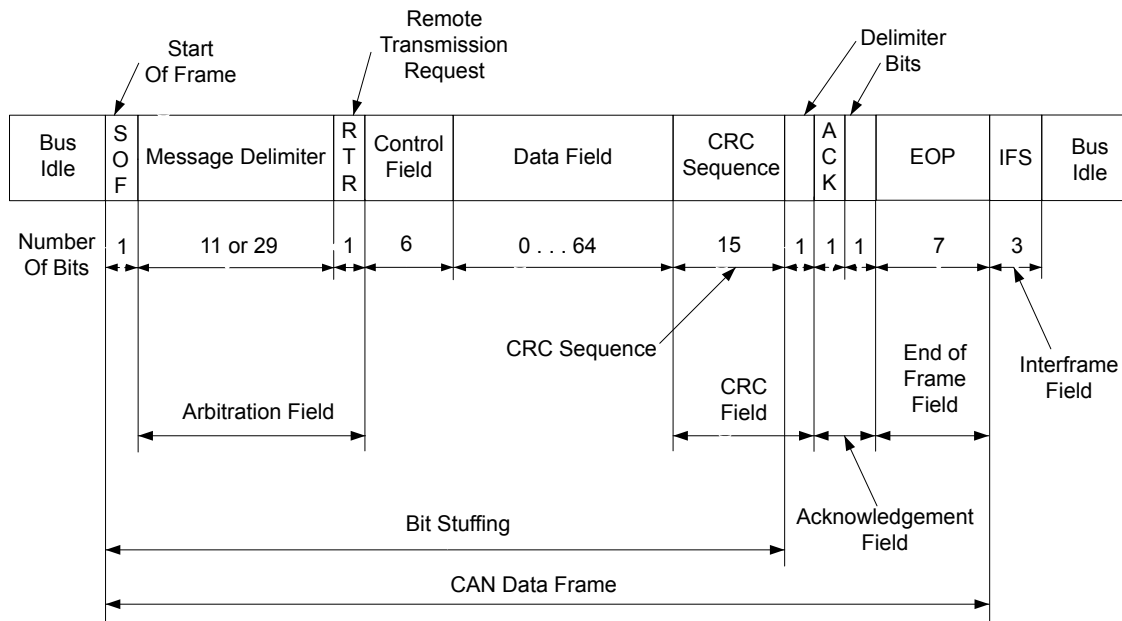 Start
Of Frame
Remote
Transmission
Request
Delimiter
Bits
Bus
Idle
S
O
F
Message Delimiter
R
T
R
Control
Field
Data Field
CRC
Sequence
A
C
K
EOP
IFS
Bus
Idle
Number
Of Bits
1
11 or 29
1
6
0 . . . 64
15
1
1
1
7
3
CRC Sequence
End of
Frame
Field
Interframe
Field
Arbitration Field
CRC
Field
Acknowledgement
Field
Bit Stuffing
CAN Data Frame